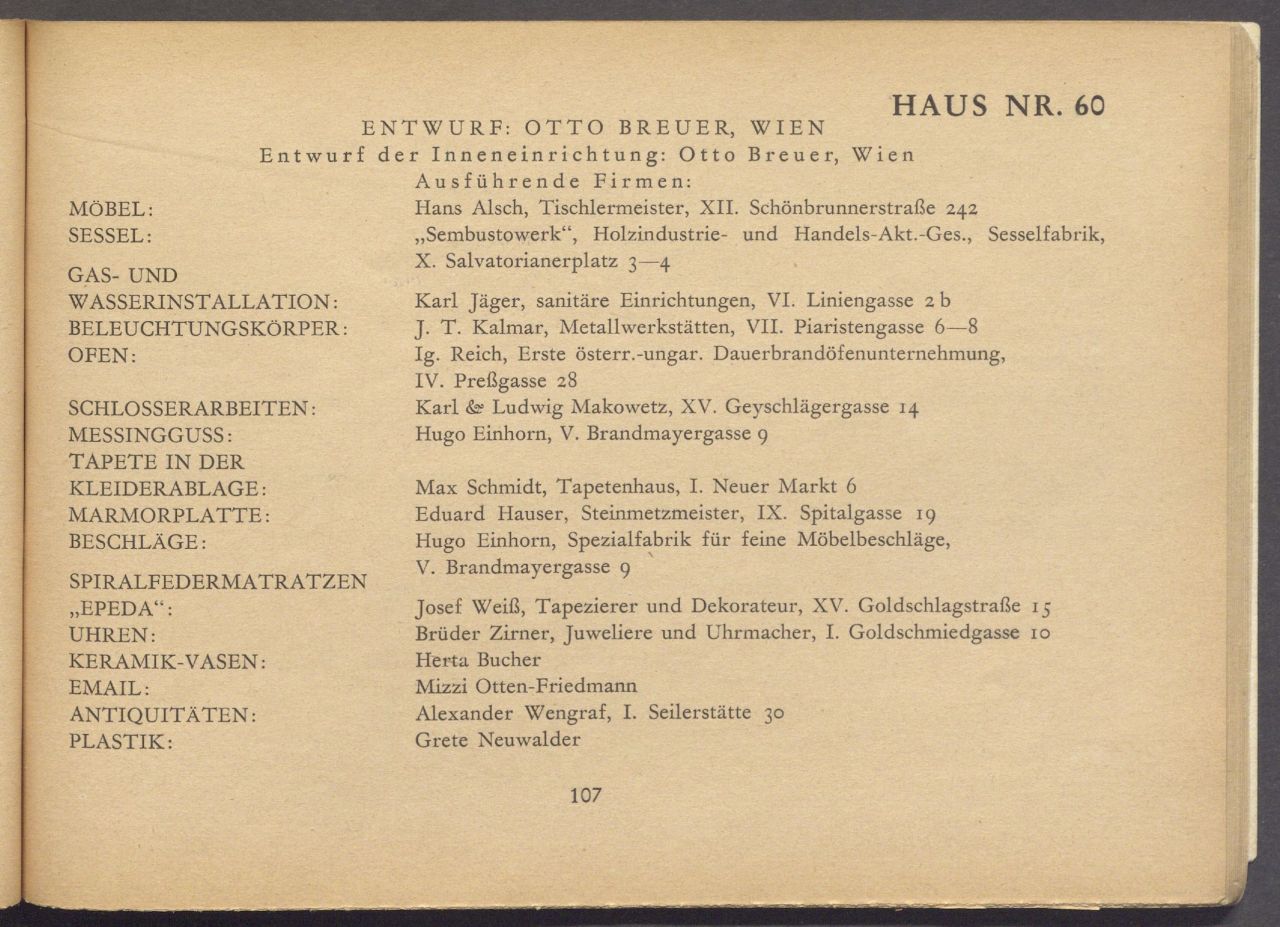 HAUS NR. 60
ENTWURF: OTTO BREUER, WIEN
Entwurf der Inneneinrichtung: Otto Breuer, Wien
Ausführende Firmen:
MÖBEL: Hans Alsch, Tischlermeister, XII. Schönbrunnerstraße 242
SESSEL: „Sembustowerk“, Holzindustrie- und Handels-Akt.-Ges., Sesselfabrik,
X. Salvatorianerplatz 3—4
GAS- UND
WASSERINSTALLATION: Karl Jäger, sanitäre Einrichtungen, VI. Liniengasse 2 b
BELEUCHTUNGSKÖRPER: J. T. Kalmar, Metallwerkstätten, VII. Piaristengasse 6—8
OFEN: Ig. Reich, Erste österr.-ungar. Dauerbrandöfenunternehmung,
IV. Preßgasse 28
SCHLOSSERARBEITEN: Karl & Ludwig Makowetz, XV. Geyschlägergasse 14
MESSINGGUSS: Hugo Einhorn, V. Brandmayergasse 9
TAPETE IN DER
KLEIDERABLAGE: Max Schmidt, Tapetenhaus, I. Neuer Markt 6
MARMORPLATTE: Eduard Hauser, Steinmetzmeister, IX. Spitalgasse 19
BESCHLÄGE: Hugo Einhorn, Spezialfabrik für feine Möbelbeschläge,
V. Brandmayergasse 9
SPIRALFEDERMATRATZEN
„EPEDA“: Josef Weiß, Tapezierer und Dekorateur, XV. Goldschlagstraße 15
UHREN: Brüder Zirner, Juweliere und Uhrmacher, I. Goldschmiedgasse 10
KERAMIK-VASEN: Herta Bucher
EMAIL: Mizzi Otten-Friedmann
ANTIQUITÄTEN: Alexander Wengraf, I. Seilerstätte 30
PLASTIK: Grete Neuwalder
107